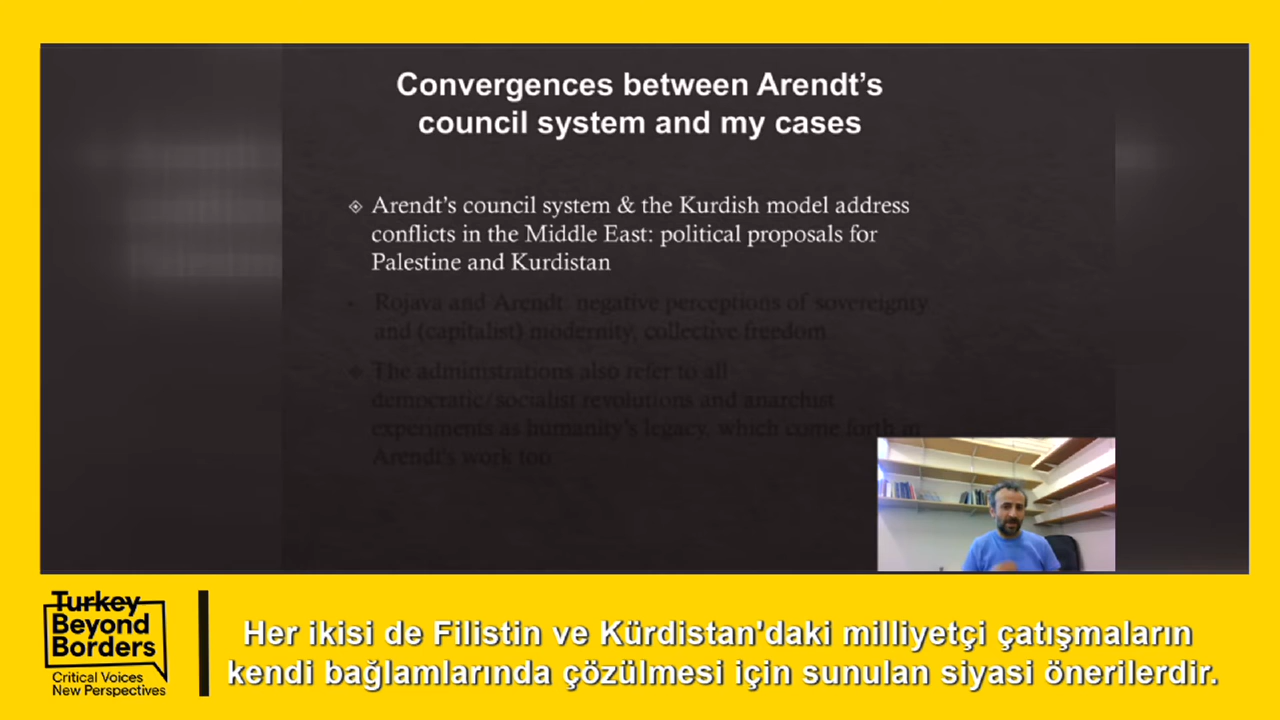 Convergences between Arendt's
council system and my cases
Arendt's council system & the Kurdish model address
conflicts in the Middle East: political proposals for
Palestine and Kurdistan
Rojava and Arendt: negative perceptions of sovereignty
and (capitalist) modernity, collective freedom
The administrations also refer to all
democratic/socialist revolutions and anarchist
experiments as humanity's legacy, which come forth in
Arendt's work too
Turkey
Beyond
Borders
Critical Voices
New Perspectives
Her ikisi de Filistin ve Kürdistan'daki milliyetçi çatışmaların
kendi bağlamlarında çözülmesi için sunulan siyasi önerilerdir.